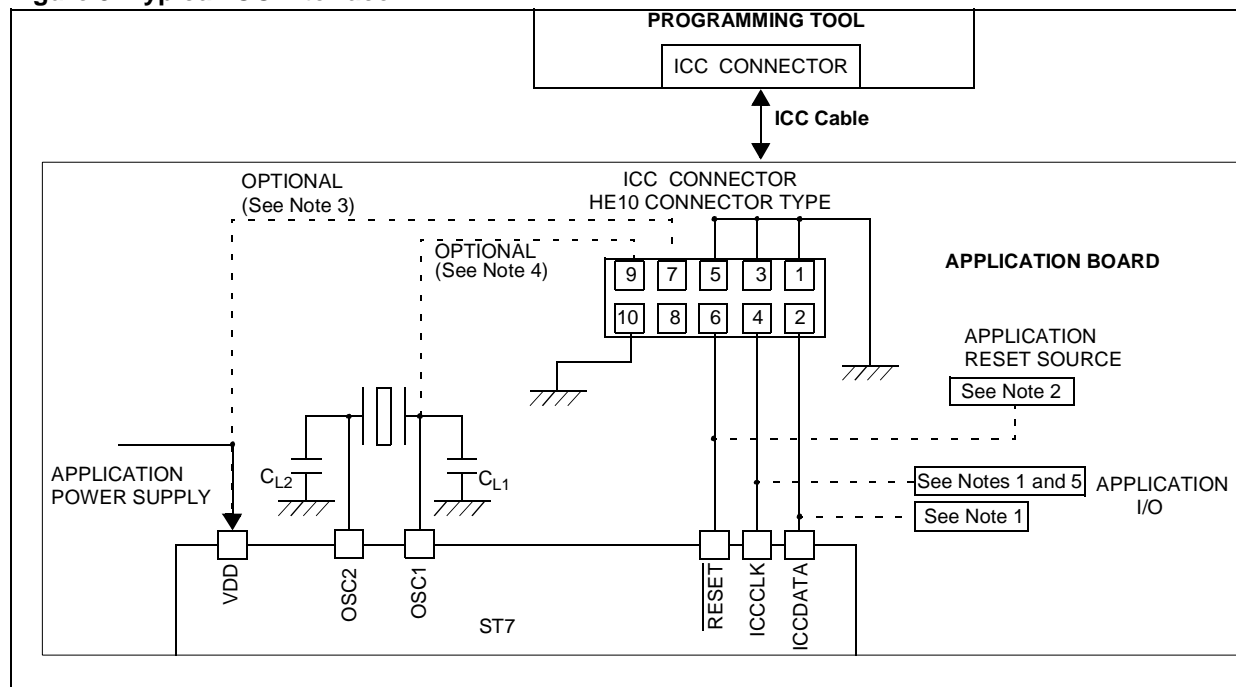 PROGRAMMING TOOL
ICC CONNECTOR
ICC Cable
OPTIONAL
(See Note 3)
ICC CONNECTOR
HE10 CONNECTOR TYPE
OPTIONAL
(See Note 4)
9 7 5 3 1
10 8 6 4 2
APPLICATION BOARD
APPLICATION
RESET SOURCE
See Note 2
APPLICATION
POWER SUPPLY
CL2
CL1
See Notes 1 and 5
See Note 1
APPLICATION
I/O
VDD
OSC2
OSC1
RESET
ICCCLK
ICCDATA
ST7